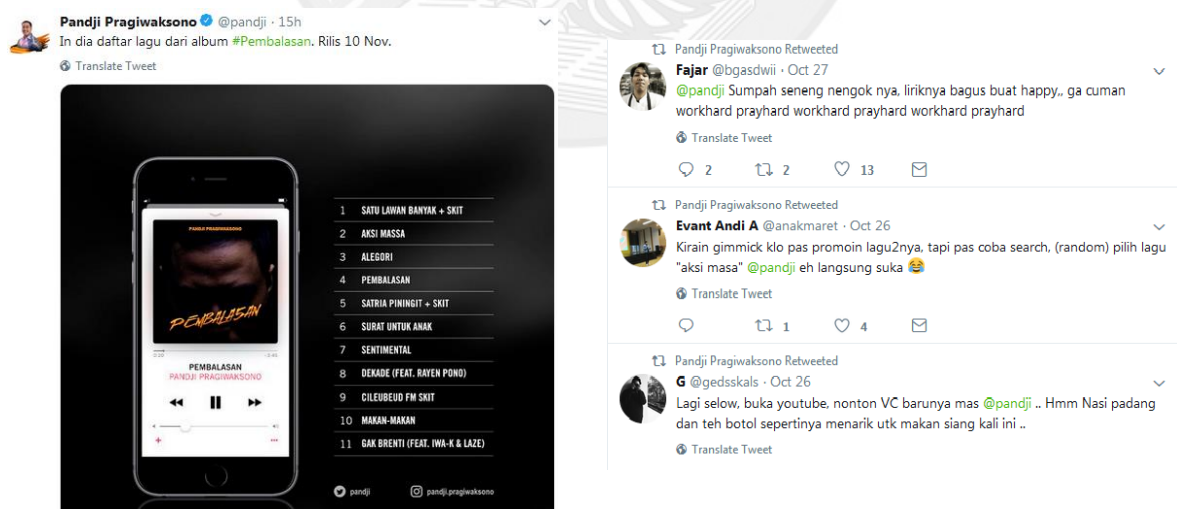 Pandji Pragiwaksono @pandji · 15h
In dia daftar lagu dari album #Pembalasan. Rilis 10 Nov.
Translate Tweet
PANDJI PRAGIWAKSONO
PEMBALASAN
0:20 -3:45
PEMBALASAN
PANDJI PRAGIWAKSONO
1 SATU LAWAN BANYAK + SKIT
2 AKSI MASSA
3 ALEGORI
4 PEMBALASAN
5 SATRIA PININGIT + SKIT
6 SURAT UNTUK ANAK
7 SENTIMENTAL
8 DEKADE (FEAT. RAYEN PONO)
9 CILEUBEUD FM SKIT
10 MAKAN-MAKAN
11 GAK BRENTI (FEAT. IWA-K & LAZE)
pandji pandji.pragiwaksono
Pandji Pragiwaksono Retweeted
Fajar @bgasdwii · Oct 27
@pandji Sumpah seneng nengok nya, liriknya bagus buat happy,, ga cuman
workhard prayhard workhard prayhard workhard prayhard
Translate Tweet
2 2 13
Pandji Pragiwaksono Retweeted
Evant Andi A @anakmaret · Oct 26
Kirain gimmick klo pas promoin lagu2nya, tapi pas coba search, (random) pilih lagu
"aksi masa" @pandji eh langsung suka 😂
Translate Tweet
1 4
Pandji Pragiwaksono Retweeted
G @gedsskals · Oct 26
Lagi selow, buka youtube, nonton VC barunya mas @pandji .. Hmm Nasi padang
dan teh botol sepertinya menarik utk makan siang kali ini ..
Translate Tweet